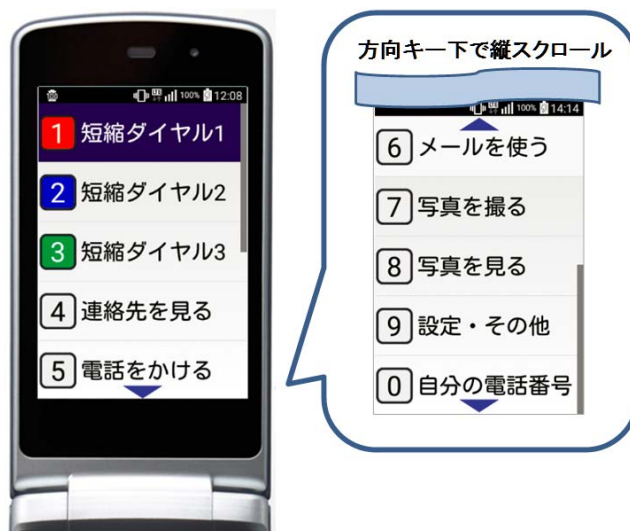 100% 12:08
1 短縮ダイヤル1
2 短縮ダイヤル2
3 短縮ダイヤル3
4 連絡先を見る
5 電話をかける
方向キー下で縦スクロール
100% 14:14
6 メールを使う
7 写真を撮る
8 写真を見る
9 設定・その他
0 自分の電話番号